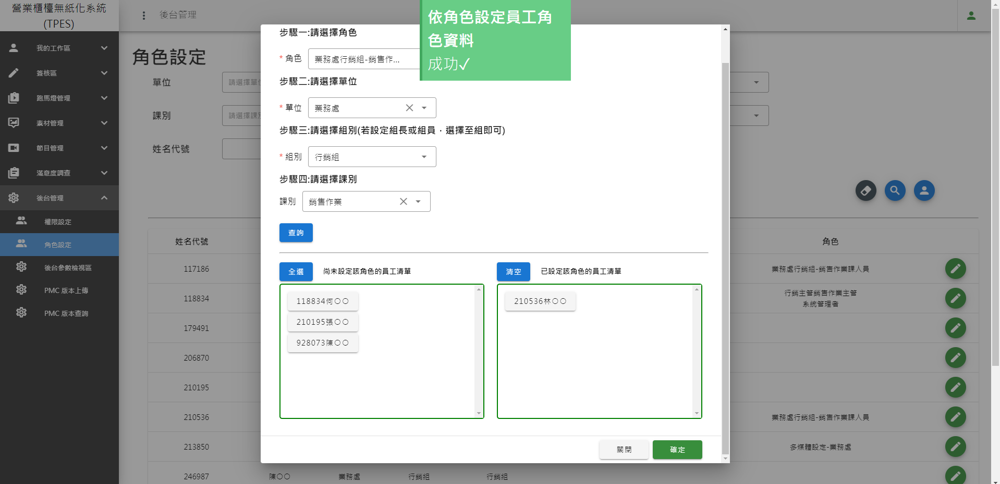 營業櫃檯無紙化系統
(TPES)
後台管理
我的工作區
簽核區
跑馬燈管理
素材管理
節目管理
滿意度調查
後台管理
權限設定
角色設定
後台參數檢視區
PMC 版本上傳
PMC 版本查詢
角色設定
單位
請選擇單位
課別
請選擇課別
姓名代號
依角色設定員工角
色資料
成功✓
步驟一:請選擇角色
* 角色 業務處行銷組-銷售作...
步驟二:請選擇單位
* 單位 業務處
步驟三:請選擇組別(若設定組長或組員，選擇至組即可)
* 組別 行銷組
步驟四:請選擇課別
課別 銷售作業
查詢
全選 尚未設定該角色的員工清單
118834何〇〇
210195張〇〇
928073陳〇〇
清空 已設定該角色的員工清單
210536林〇〇
關閉 確定
姓名代號 角色
117186 業務處行銷組-銷售作業課人員
118834 行銷主管銷售作業主管
系統管理者
179491
206870
210195
210536 業務處行銷組-銷售作業課人員
213850 多媒體設定-業務處
246987 陳〇〇 業務處 行銷組 行銷組